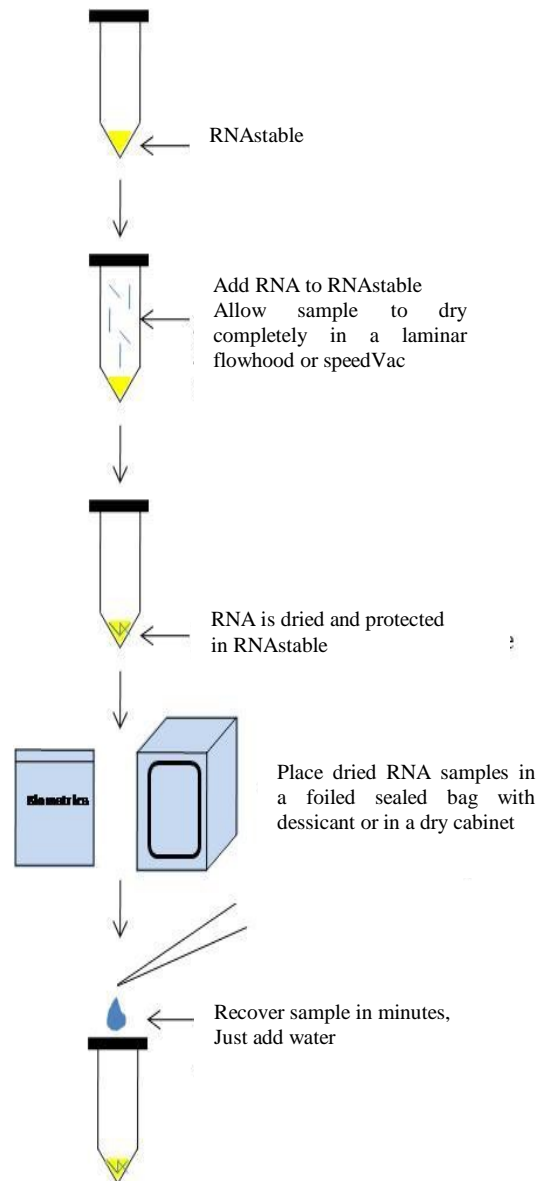 RNAstable
Add RNA to RNAstable
Allow sample to dry
completely in a laminar
flowhood or speedVac
RNA is dried and protected
in RNAstable
Biomatrica
Place dried RNA samples in
a foiled sealed bag with
dessicant or in a dry cabinet
Recover sample in minutes,
Just add water